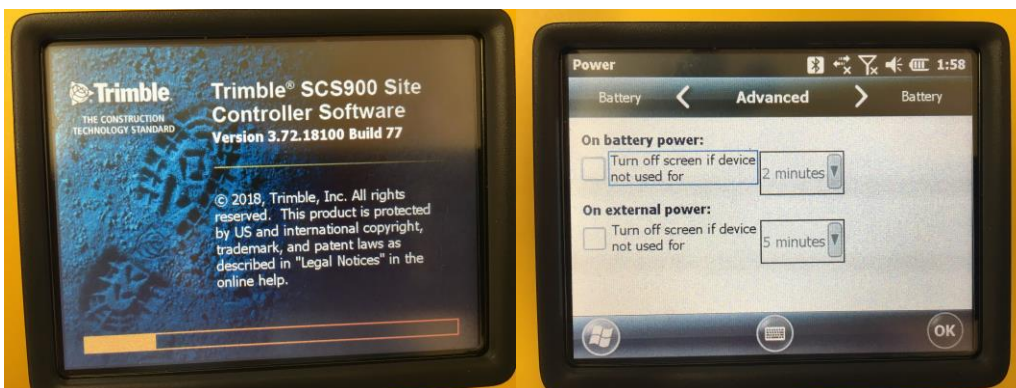 Trimble
THE CONSTRUCTION
TECHNOLOGY STANDARD
Trimble® SCS900 Site
Controller Software
Version 3.72.18100 Build 77
© 2018, Trimble, Inc. All rights
reserved. This product is protected
by US and international copyright,
trademark, and patent laws as
described in "Legal Notices" in the
online help.
Power 1:58
Battery < Advanced > Battery
On battery power:
Turn off screen if device
not used for
2 minutes
On external power:
Turn off screen if device
not used for
5 minutes
OK